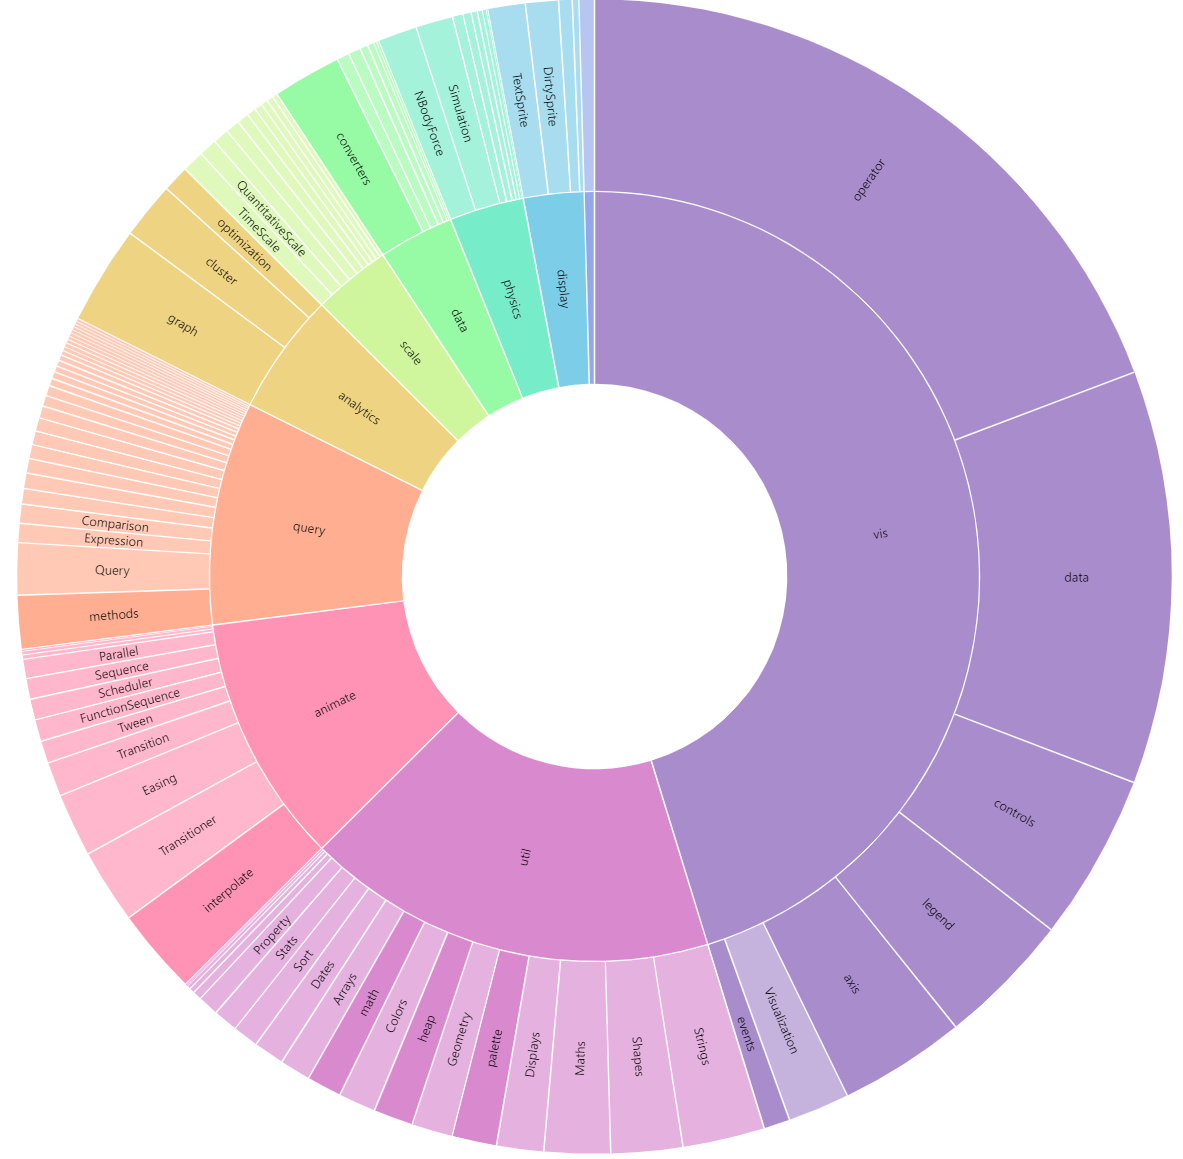 vis
operator
data
controls
legend
axis
Visualization
events
util
Strings
Shapes
Maths
Displays
palette
Geometry
heap
Colors
math
Arrays
Dates
Sort
Stats
Property
animate
interpolate
Transitioner
Easing
Transition
Tween
FunctionSequence
Scheduler
Sequence
Parallel
query
methods
Query
Expression
Comparison
analytics
graph
cluster
optimization
scale
TimeScale
QuantitativeScale
data
converters
physics
NBodyForce
Simulation
display
TextSprite
DirtySprite